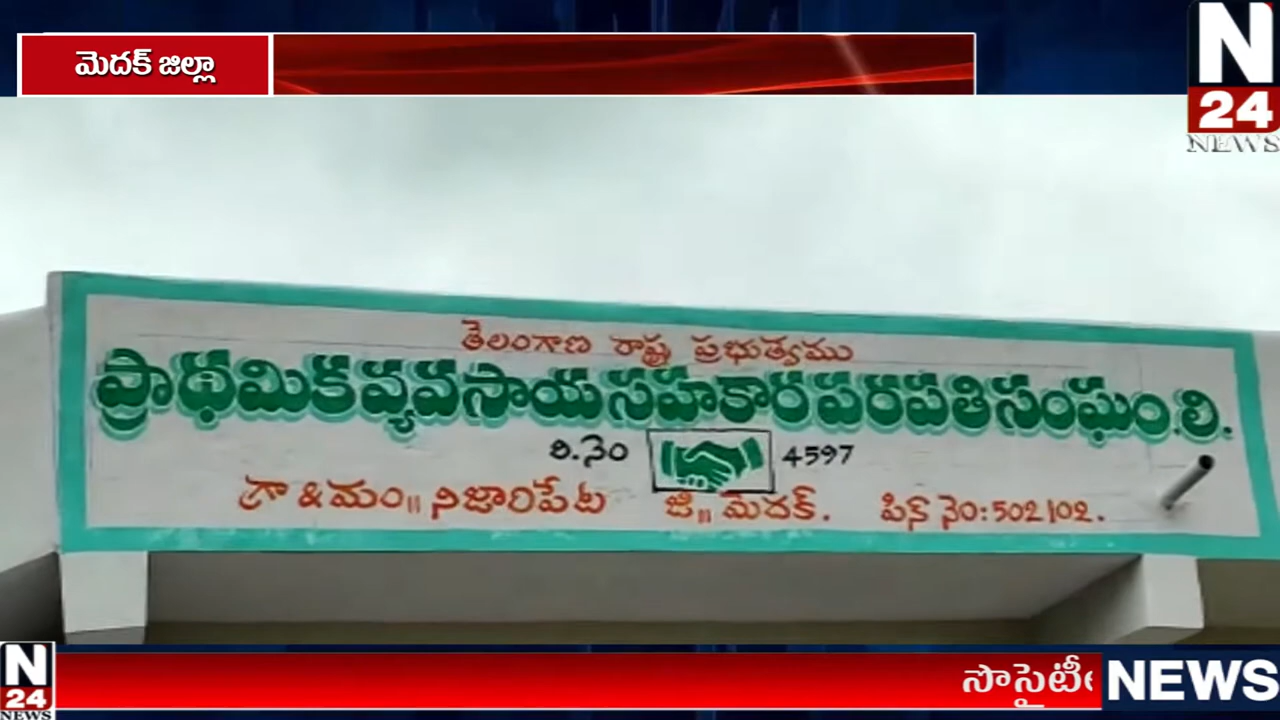 మెదక్ జిల్లా
N
24
NEWS
తెలంగాణ రాష్ట్ర ప్రభుత్వము
ప్రాథమిక వ్యవసాయ సహకార పరపతి సంఘం.లి.
రి.నెం 4597
గ్రా & మం॥ నిజాంపేట జి॥ మెదక్. పిన్ నెం:502102.
N
24
NEWS
సొసైటీ
NEWS